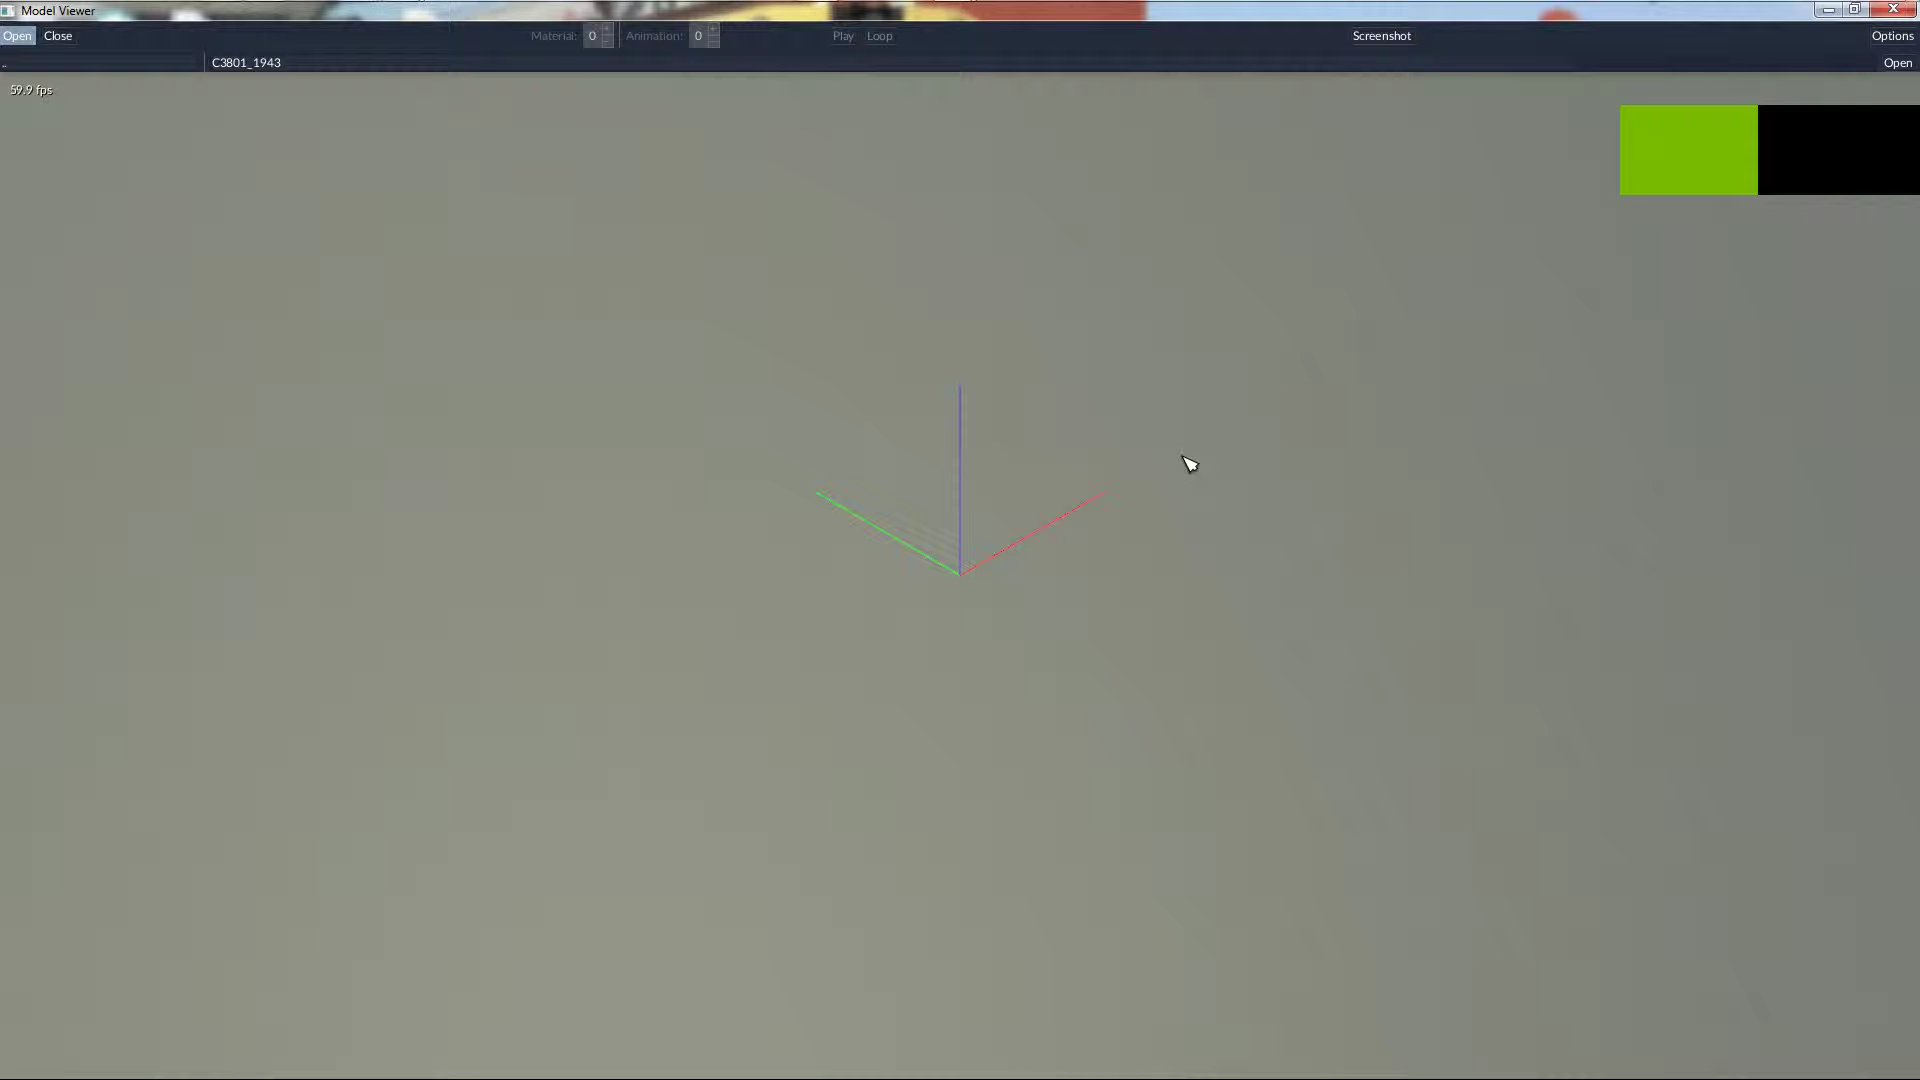 Model Viewer
Open Close Material: 0 Animation: 0 Play Loop Screenshot Options
.. C3801_1943 Open
59.9 fps